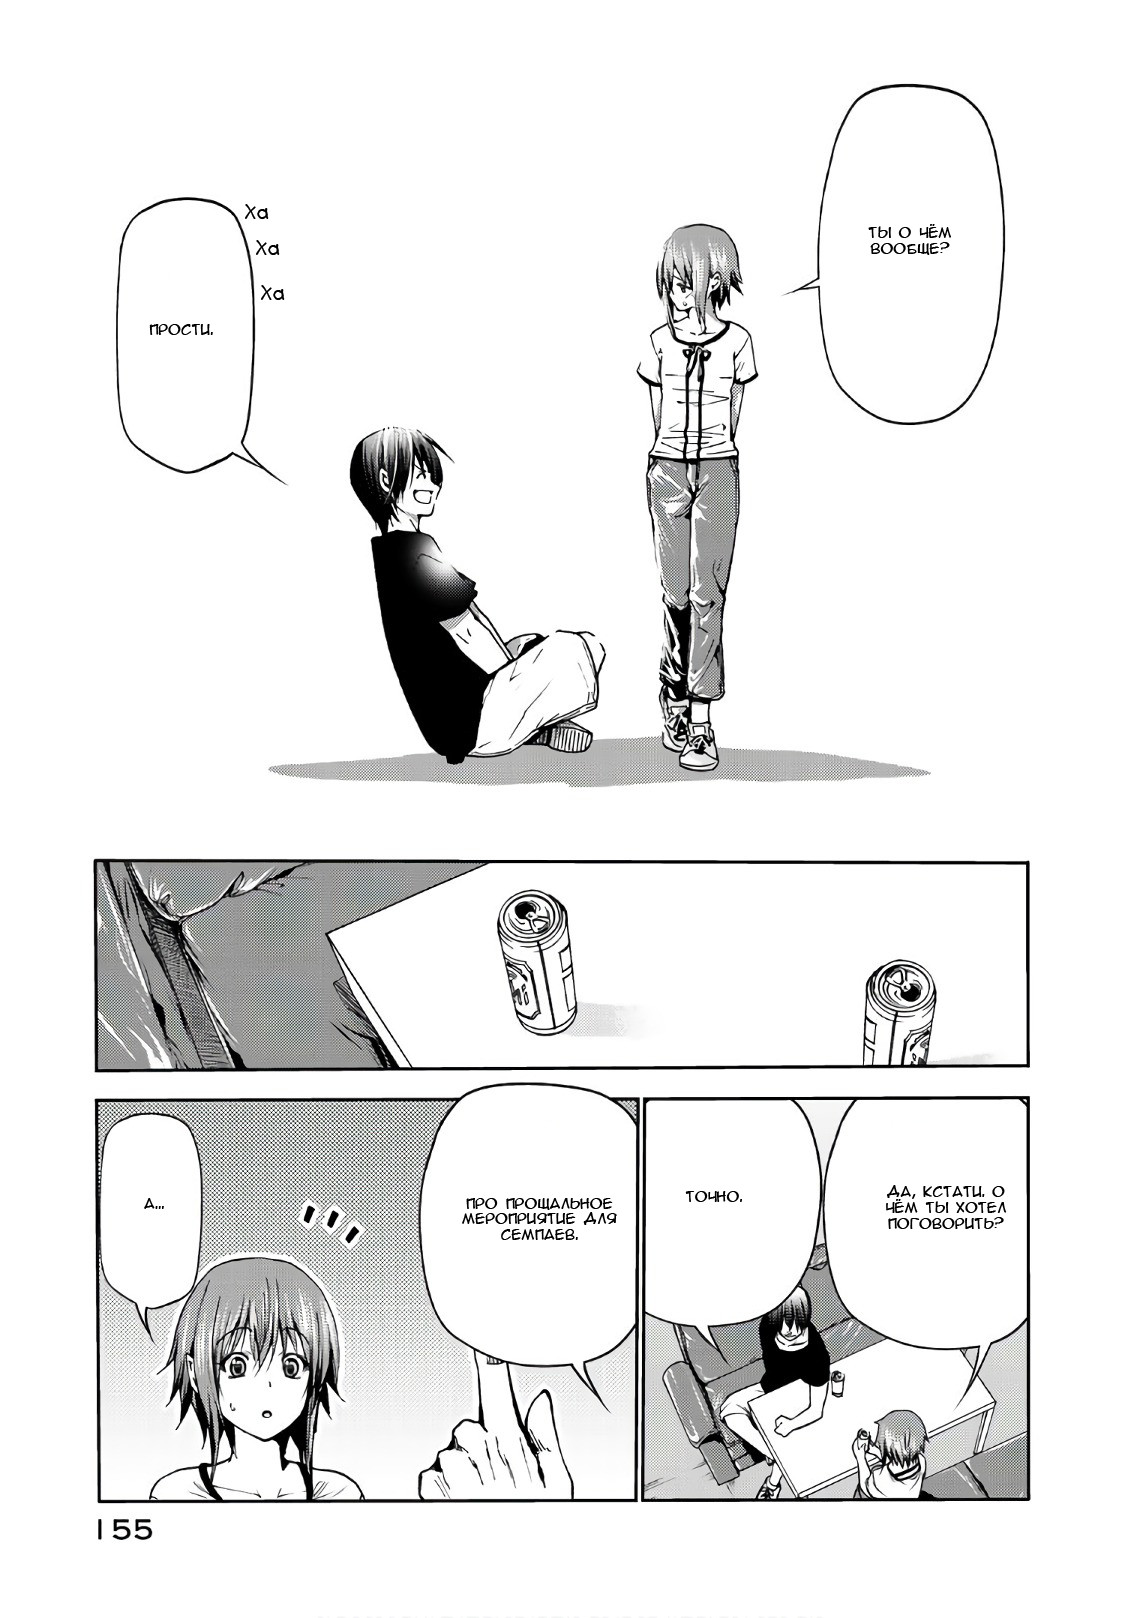 ТЫ О ЧЁМ
ВООБЩЕ?
Ха
Ха
Ха
ПРОСТИ.
ДА, КСТАТИ. О
ЧЁМ ТЫ ХОТЕЛ
ПОГОВОРИТЬ?
ТОЧНО.
ПРО ПРОЩАЛЬНОЕ
МЕРОПРИЯТИЕ ДЛЯ
СЕМПАЕВ.
А...
155